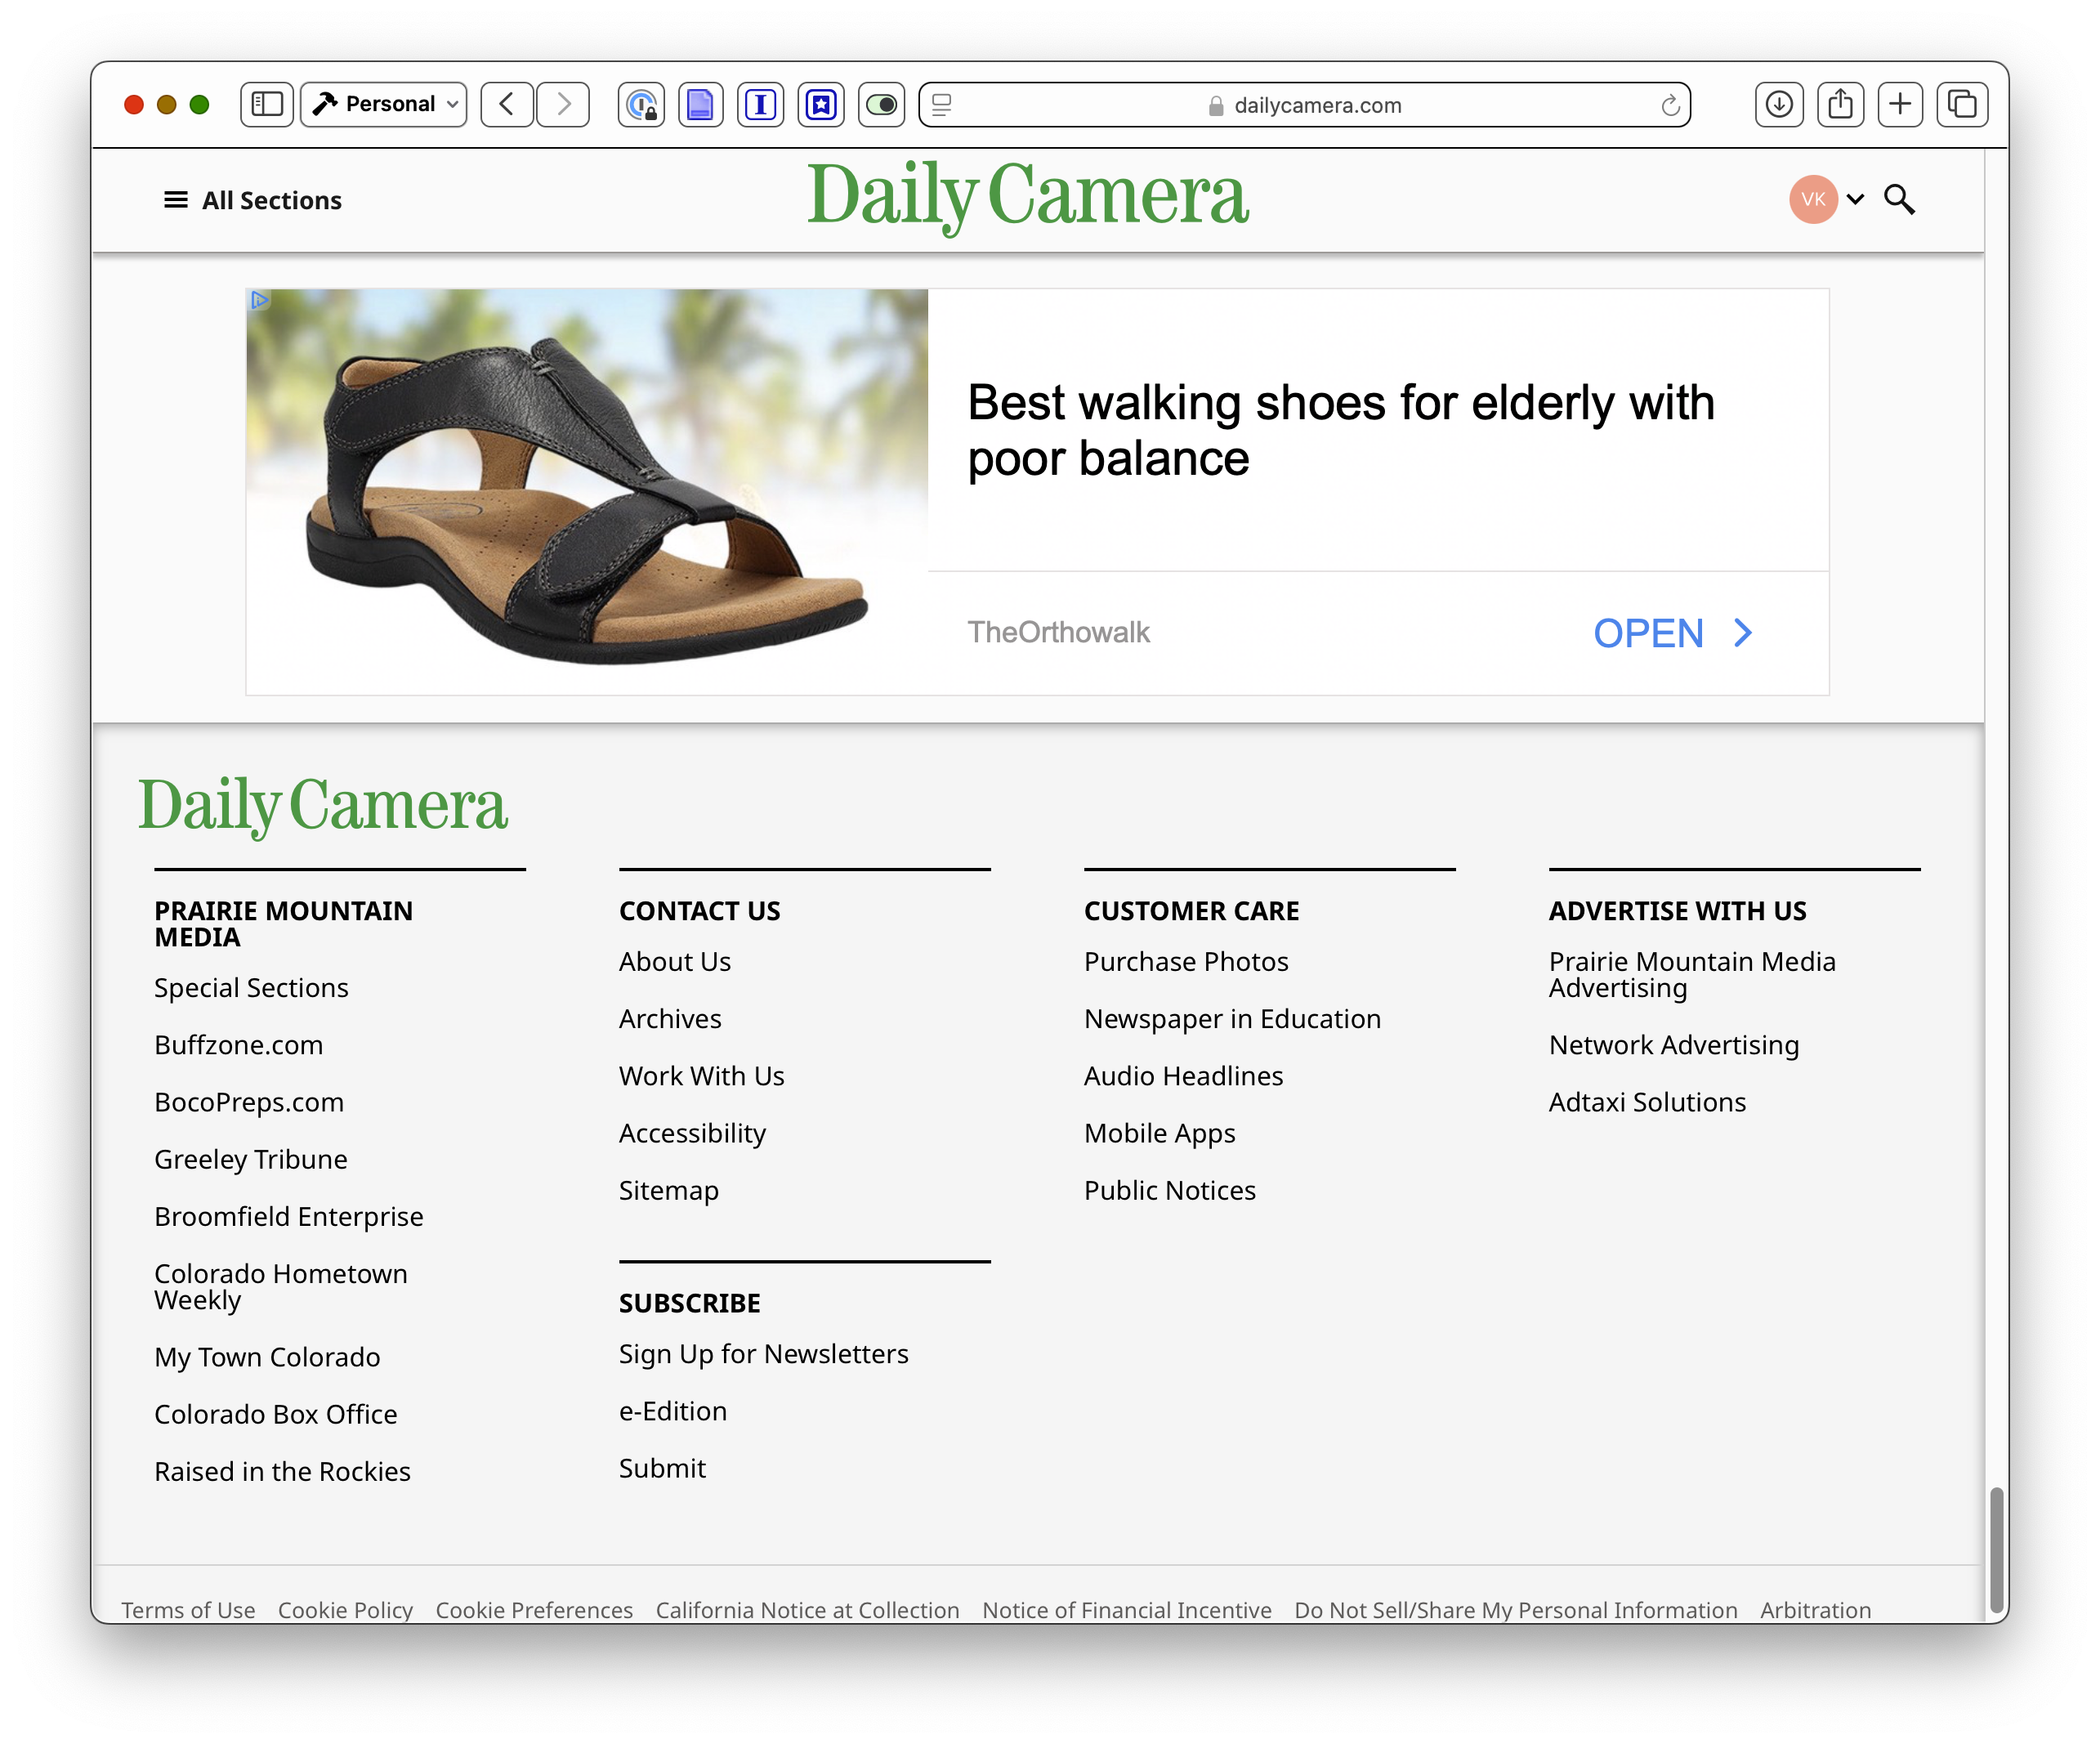 Personal
dailycamera.com
All Sections
Daily Camera
VK
Best walking shoes for elderly with
poor balance
TheOrthowalk
OPEN
Daily Camera
PRAIRIE MOUNTAIN
MEDIA
Special Sections
Buffzone.com
BocoPreps.com
Greeley Tribune
Broomfield Enterprise
Colorado Hometown
Weekly
My Town Colorado
Colorado Box Office
Raised in the Rockies
CONTACT US
About Us
Archives
Work With Us
Accessibility
Sitemap
SUBSCRIBE
Sign Up for Newsletters
e-Edition
Submit
CUSTOMER CARE
Purchase Photos
Newspaper in Education
Audio Headlines
Mobile Apps
Public Notices
ADVERTISE WITH US
Prairie Mountain Media
Advertising
Network Advertising
Adtaxi Solutions
Terms of Use Cookie Policy Cookie Preferences California Notice at Collection Notice of Financial Incentive Do Not Sell/Share My Personal Information Arbitration